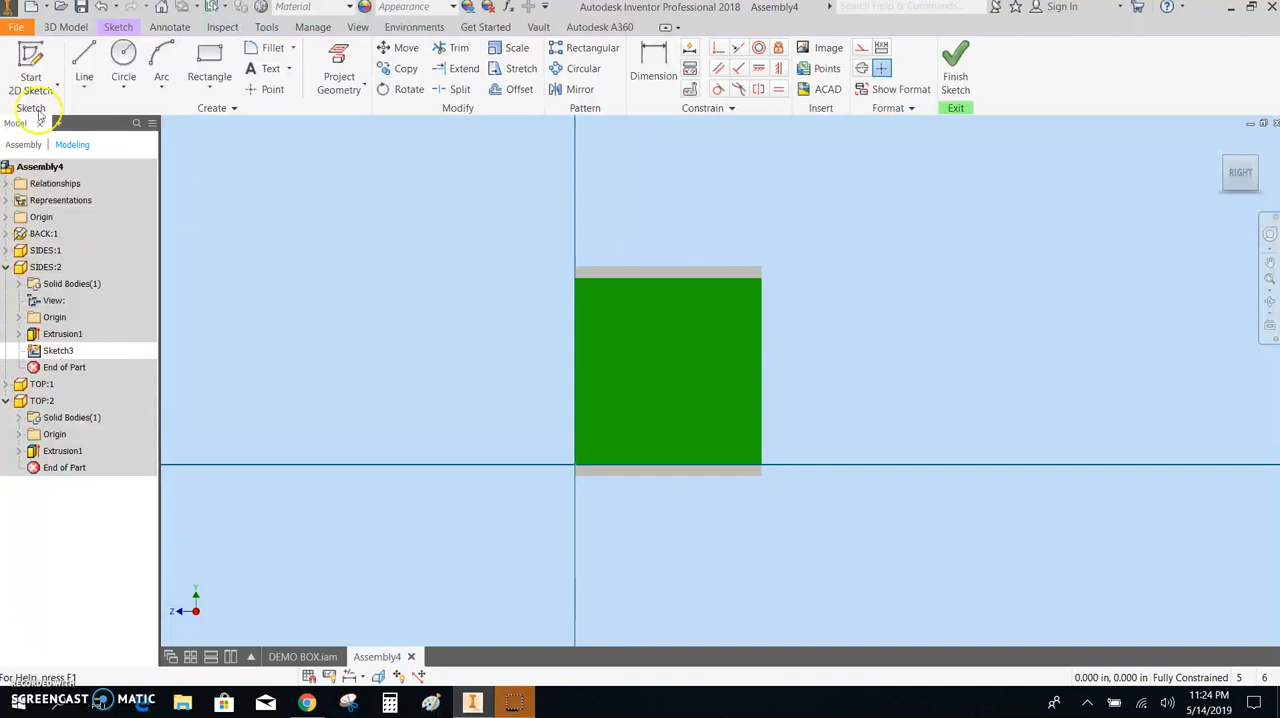 Material
Appearance
Autodesk Inventor Professional 2018 Assembly4
Search Help & Commands...
Sign In
File 3D Model Sketch Annotate Inspect Tools Manage View Environments Get Started Vault Autodesk A360
Start 2D Sketch
Line Circle Arc Rectangle
Fillet
Text
Point
Project Geometry
Move Trim Scale
Copy Extend Stretch
Rotate Split Offset
Rectangular
Circular
Mirror
Dimension
Image
Points
ACAD
Show Format
Finish Sketch
Sketch Create Modify Pattern Constrain Insert Format Exit
Model
Assembly Modeling
Assembly4
Relationships
Representations
Origin
BACK:1
SIDES:1
SIDES:2
Solid Bodies(1)
View:
Origin
Extrusion1
Sketch3
End of Part
TOP:1
TOP:2
Solid Bodies(1)
Origin
Extrusion1
End of Part
RIGHT
Y
Z
DEMO BOX.iam Assembly4
For Help, press F1
0.000 in, 0.000 in Fully Constrained 5 6
RECORDED WITH
SCREENCAST MATIC
11:24 PM
5/14/2019